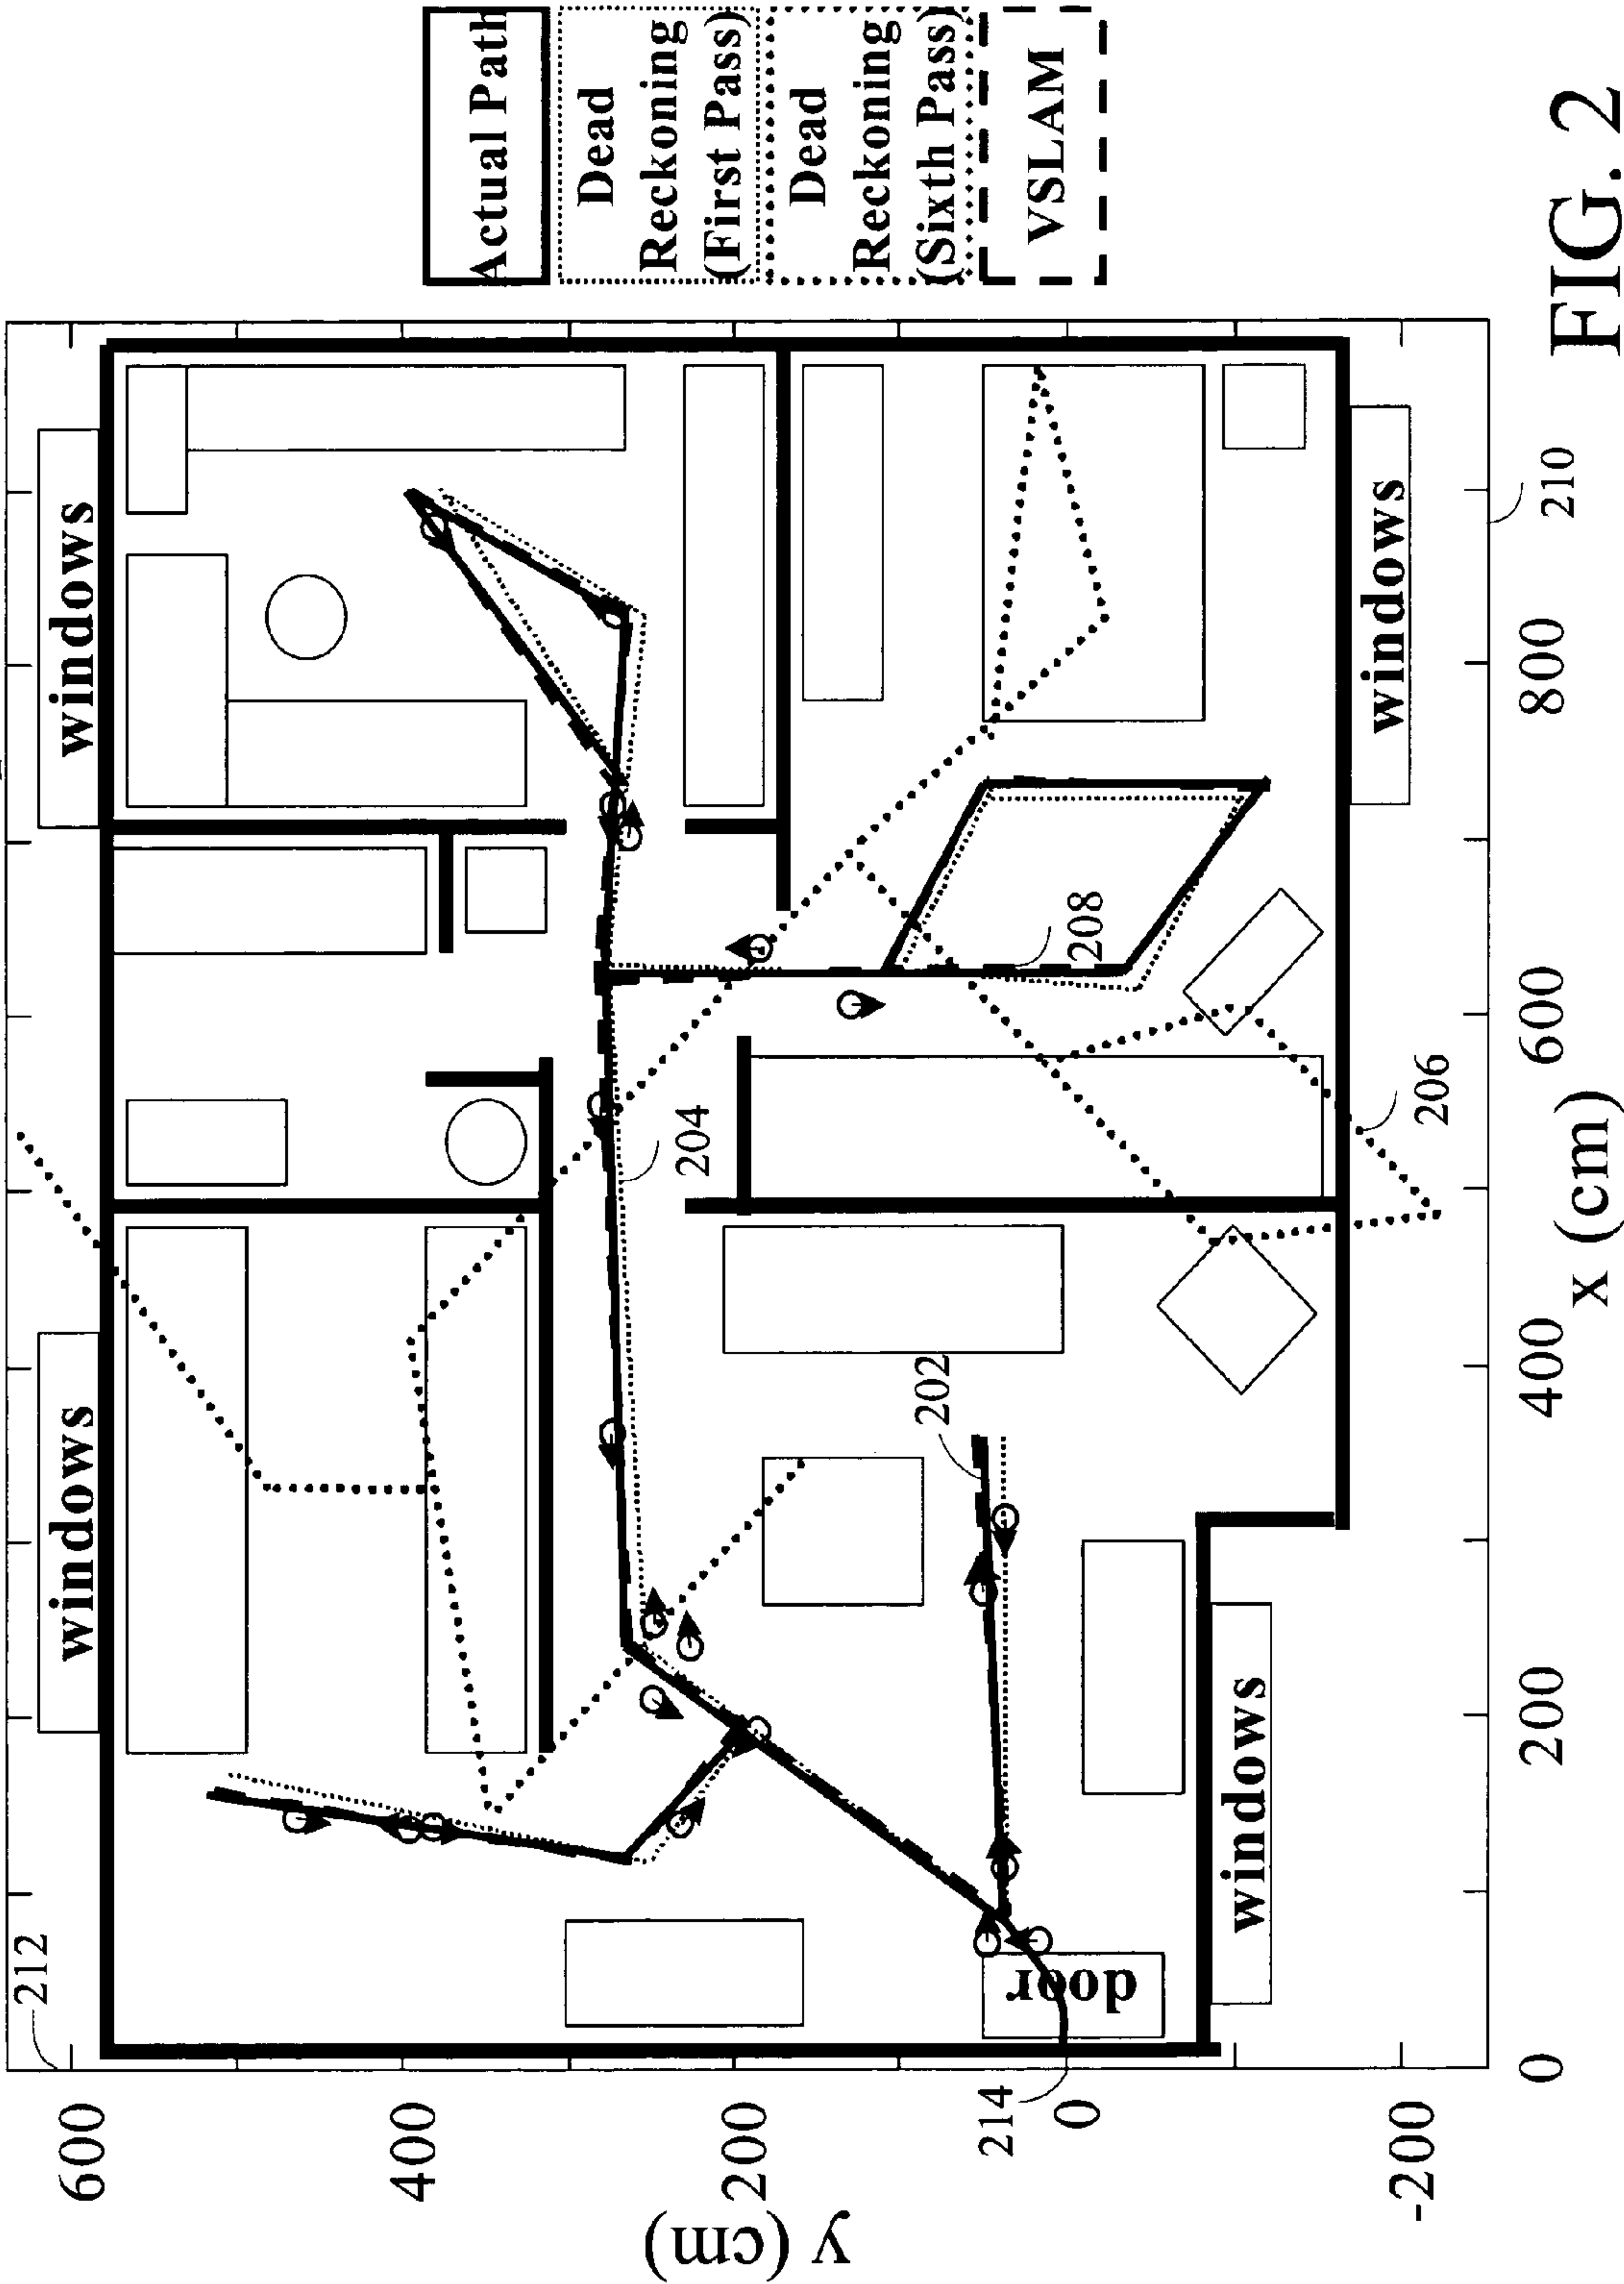 Actual Path
Dead
Reckoning
(First Pass)
Dead
Reckoning
(Sixth Pass)
VSLAM
FIG. 2
windows
windows
windows
windows
door
202
204
206
208
210
212
214
y (cm)
600
400
200
0
-200
x (cm)
0
200
400
600
800